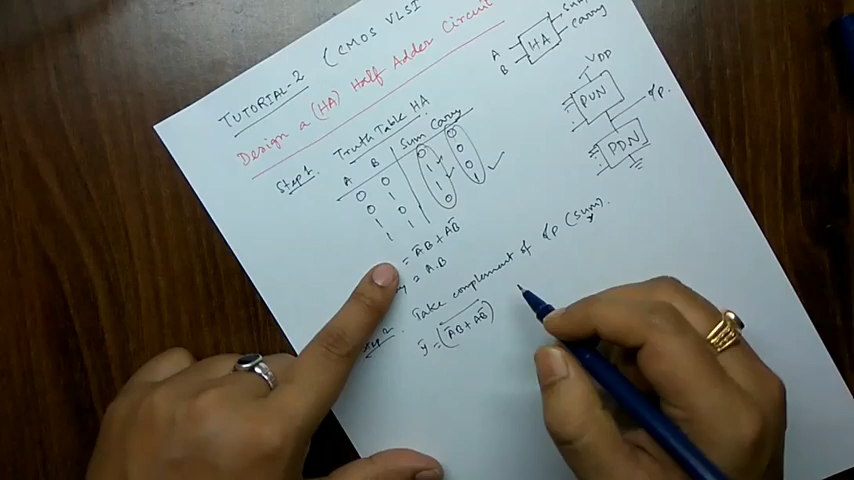 TUTORIAL-2 (CMOS VLSI
Design a (HA) Half Adder Circuit
A
B
HA
Sum
Carry
Step 1. Truth Table HA
A B Sum Carry
0 0 0 0
0 1 1 0
1 0 1 0
1 1 0 1
VDD
PUN
o/p.
PDN
= A̅B + AB̅
= A.B
Take complement of o/p (Sum).
y̅ = (A̅B + AB̅)̅